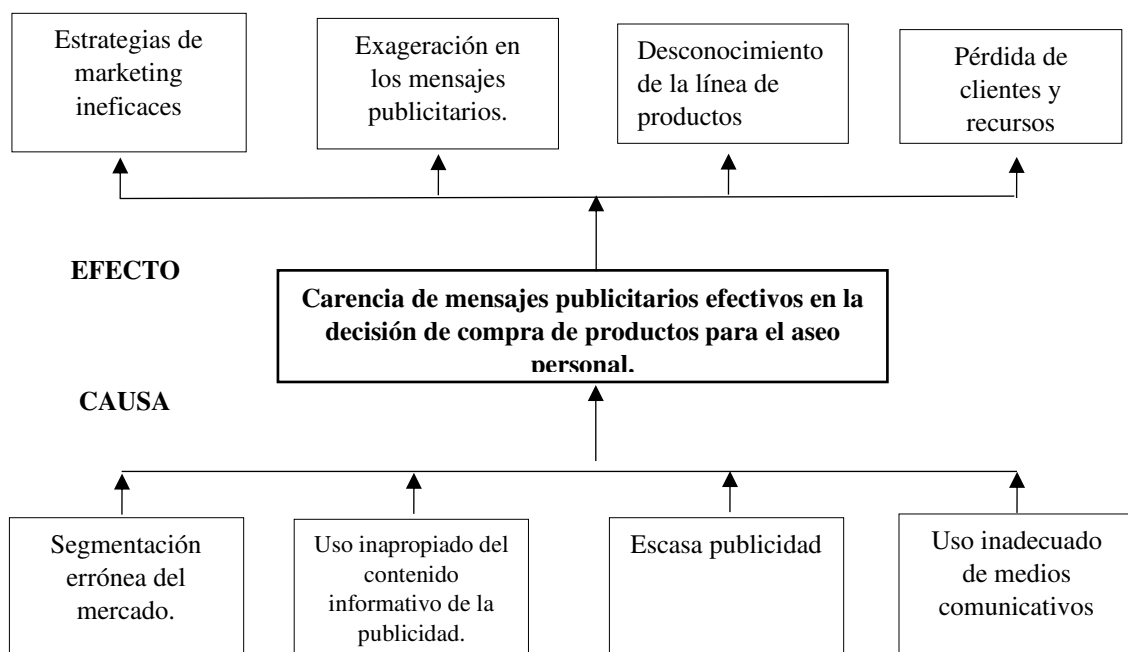 Estrategias de
marketing
ineficaces
Exageración en
los mensajes
publicitarios.
Desconocimiento
de la línea de
productos
Pérdida de
clientes y
recursos
EFECTO
Carencia de mensajes publicitarios efectivos en la
decisión de compra de productos para el aseo
personal.
CAUSA
Segmentación
errónea del
mercado.
Uso inapropiado del
contenido
informativo de la
publicidad.
Escasa publicidad
Uso inadecuado
de medios
comunicativos